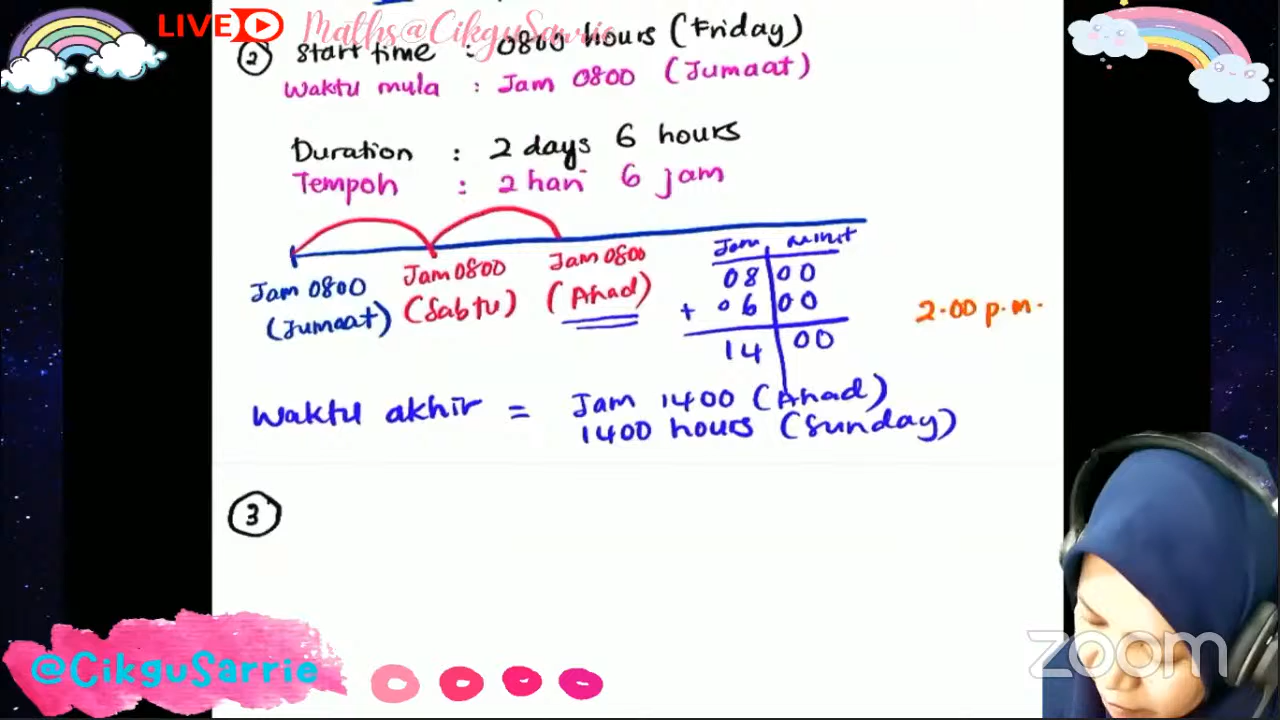 LIVE
Maths@CikguSarrie
② Start time : 0800 hours (Friday)
Waktu mula : Jam 0800 (Jumaat)
Duration : 2 days 6 hours
Tempoh : 2 hari 6 jam
Jam 0800
(Jumaat)
Jam 0800
(Sabtu)
Jam 0800
(Ahad)
Jam minit
08 00
+ 06 00
14 00
2.00 p.m.
Waktu akhir = Jam 1400 (Ahad)
1400 hours (Sunday)
③
@CikguSarrie
zoom